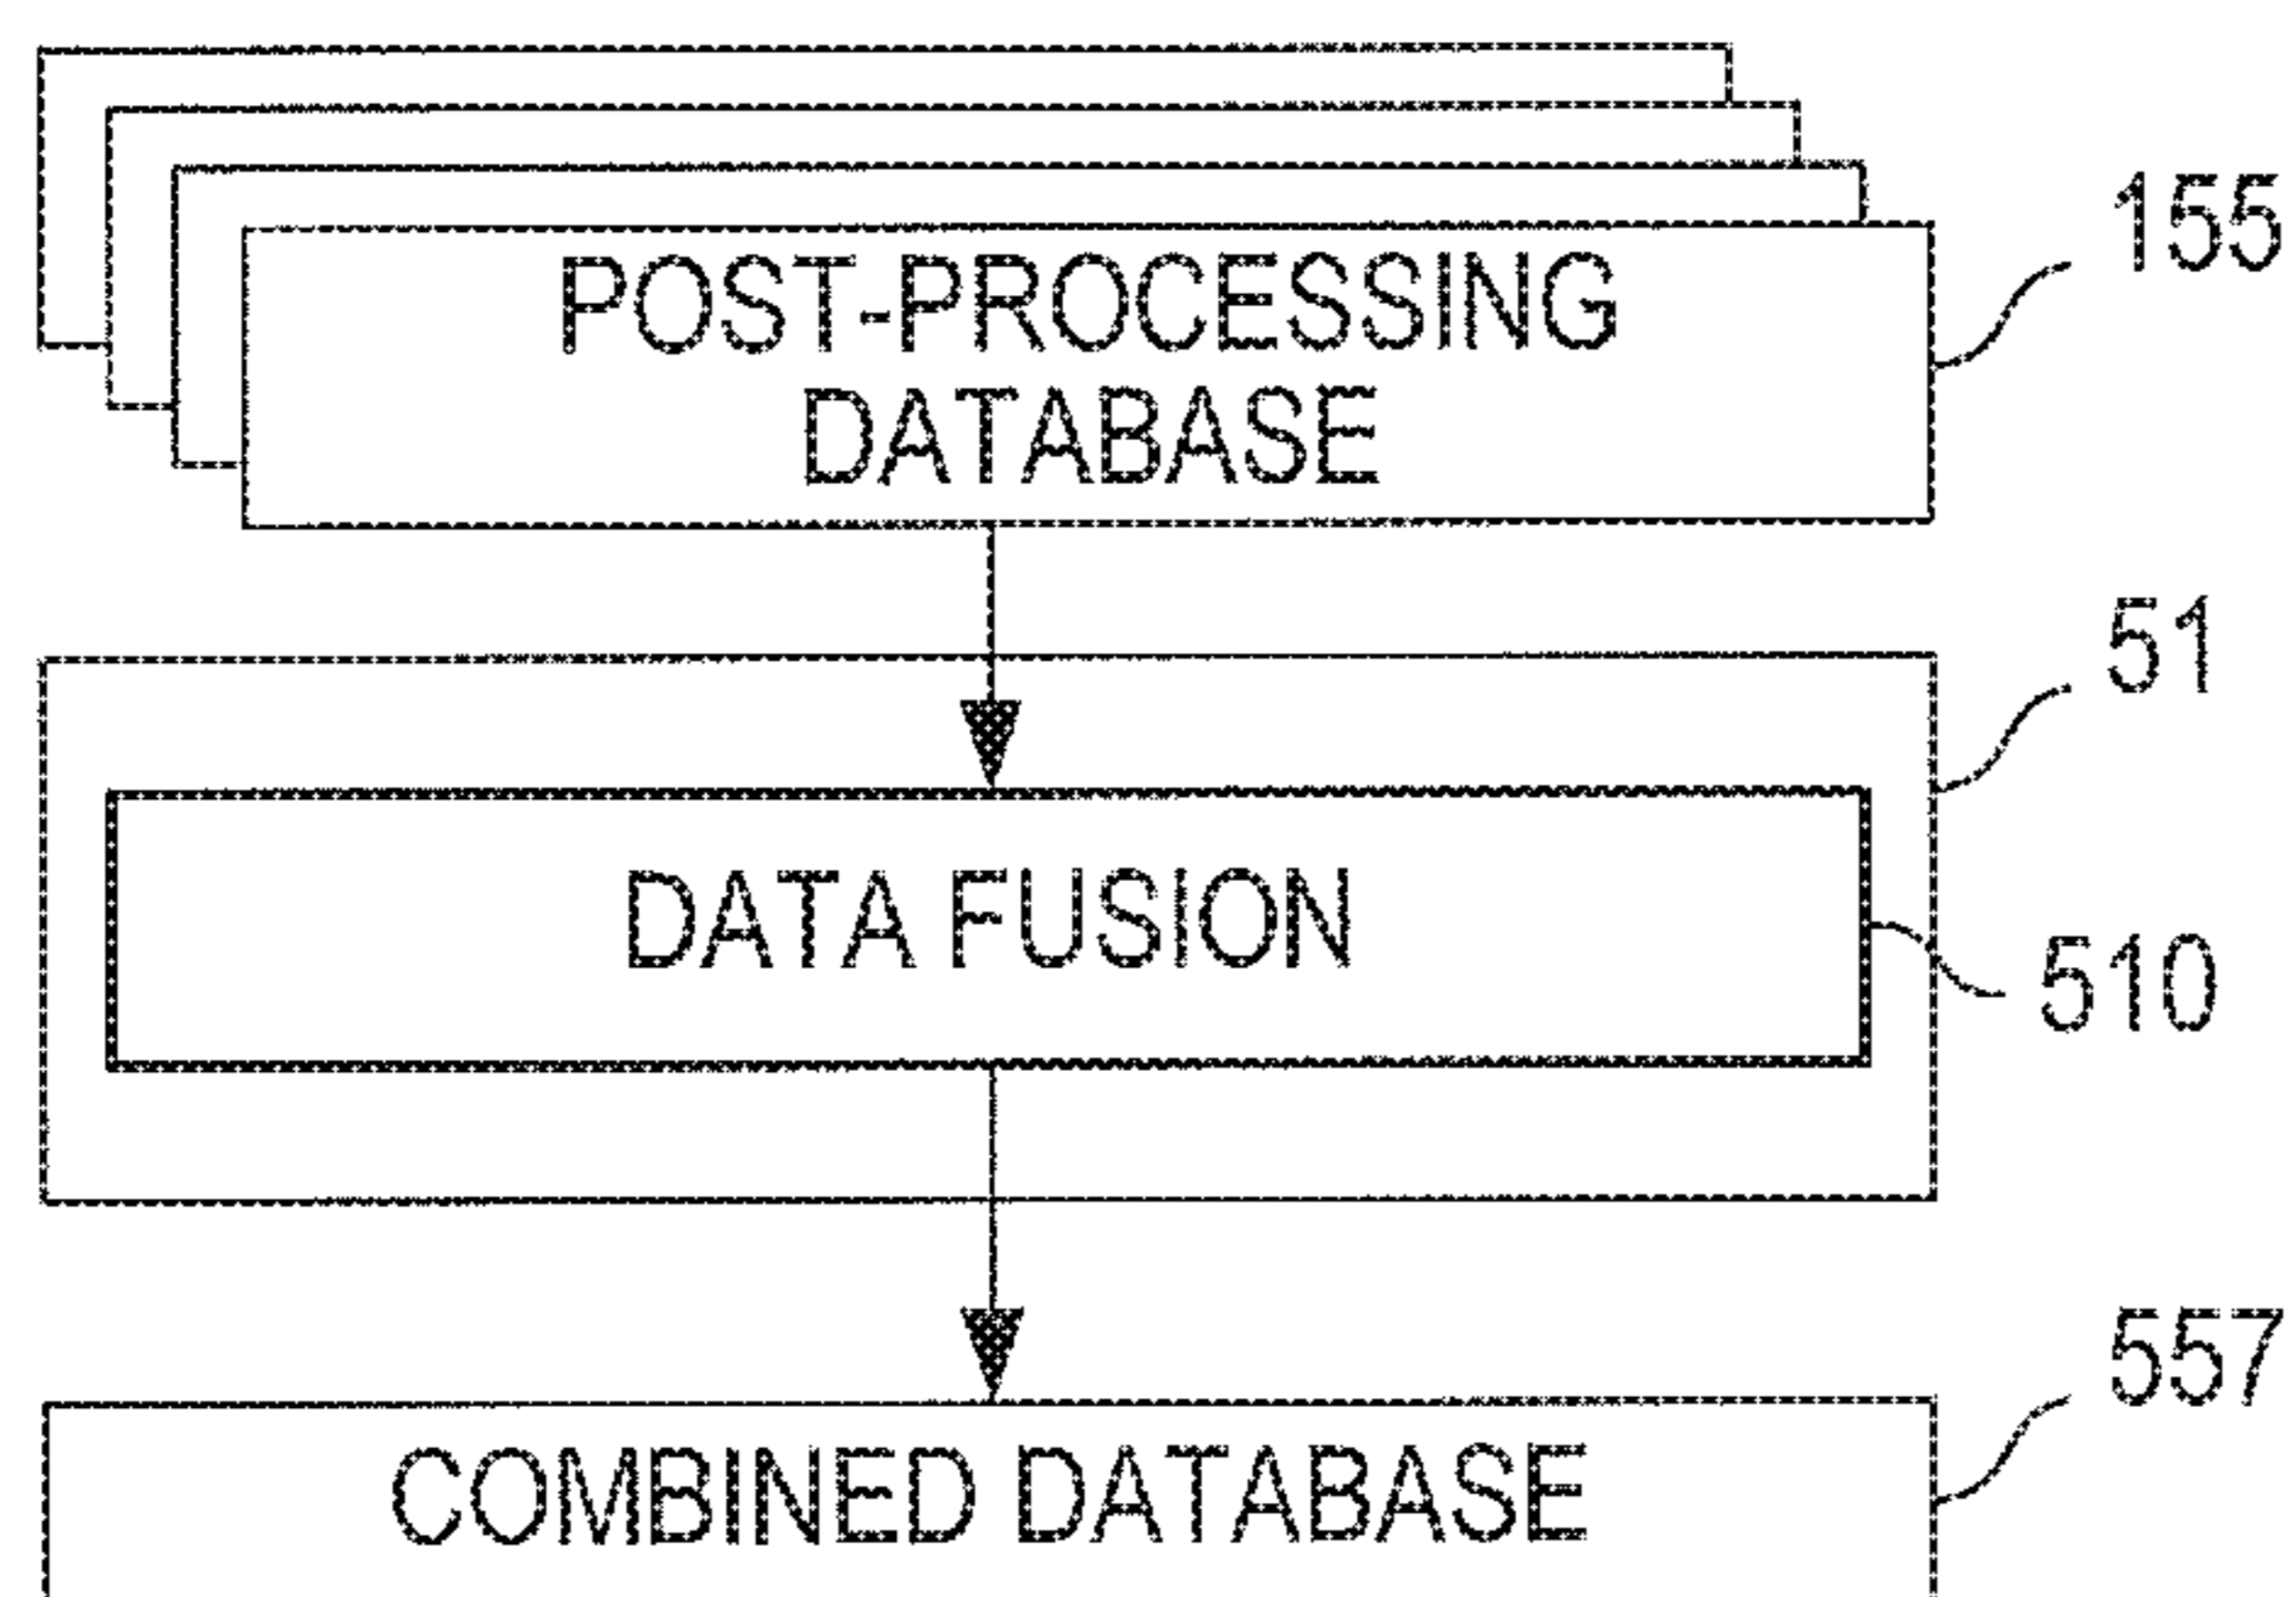 POST-PROCESSING
DATABASE
155
51
DATA FUSION
510
557
COMBINED DATABASE